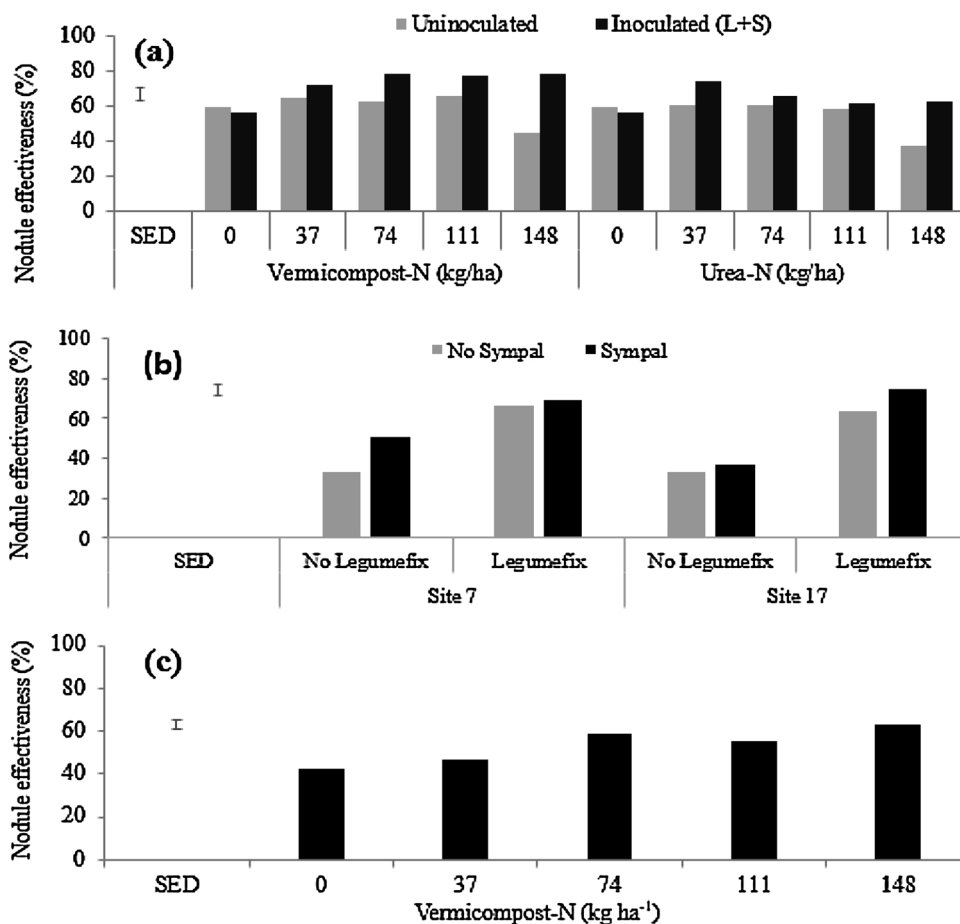 Uninoculated Inoculated (L+S)
(a)
Nodule effectiveness (%)
100
80
60
40
20
0
SED 0 37 74 111 148 0 37 74 111 148
Vermicompost-N (kg/ha) Urea-N (kg/ha)
No Sympal Sympal
(b)
Nodule effectiveness (%)
100
80
60
40
20
0
SED No Legumefix Legumefix No Legumefix Legumefix
Site 7 Site 17
(c)
Nodule effectiveness (%)
100
80
60
40
20
0
SED 0 37 74 111 148
Vermicompost-N (kg ha⁻¹)